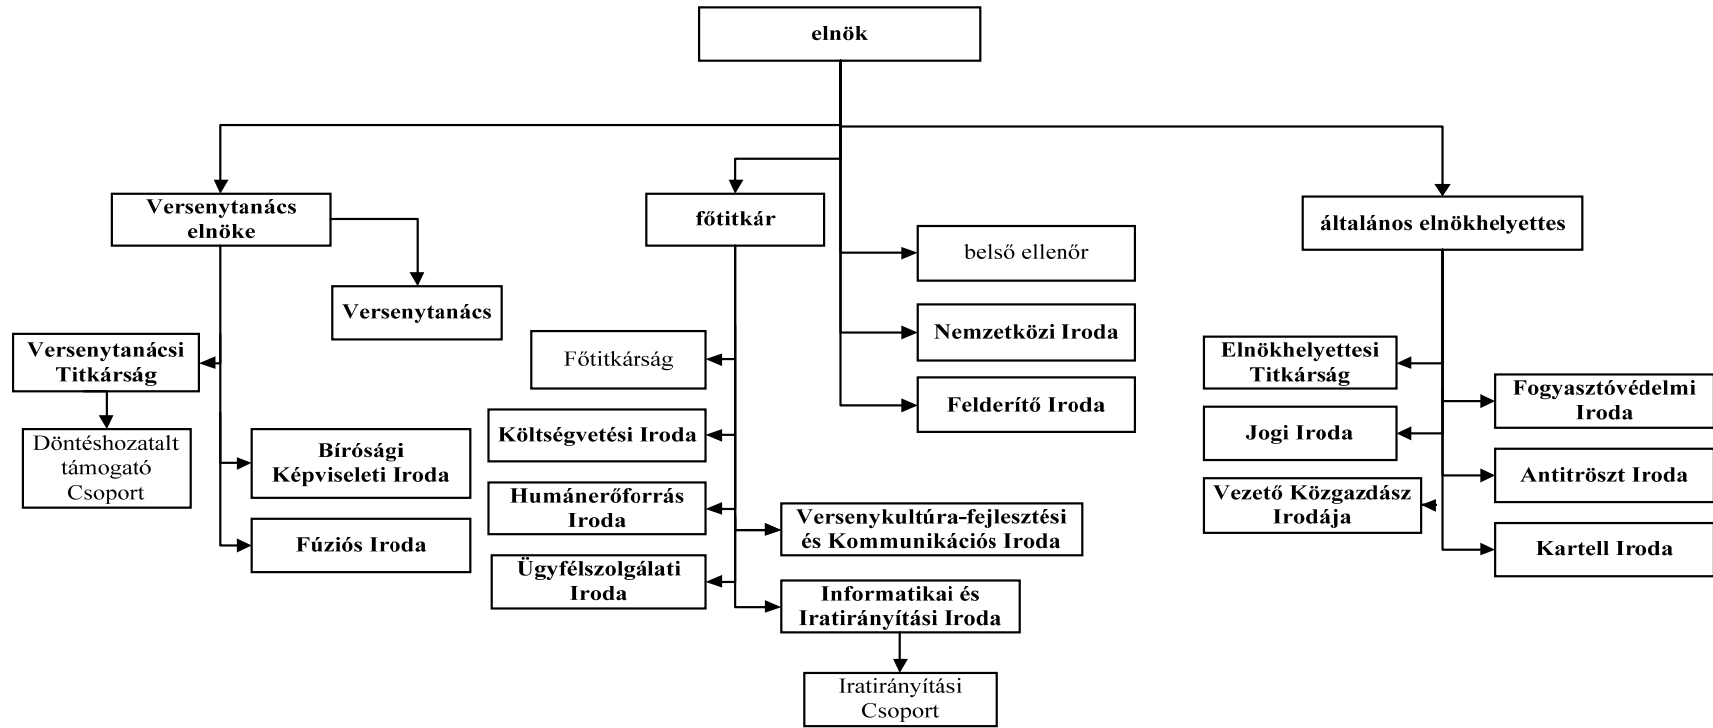 elnök
Versenytanács
elnöke
főtitkár
általános elnökhelyettes
belső ellenőr
Versenytanács
Nemzetközi Iroda
Versenytanácsi
Titkárság
Főtitkárság
Elnökhelyettesi
Titkárság
Felderítő Iroda
Fogyasztóvédelmi
Iroda
Döntéshozatalt
támogató
Csoport
Bírósági
Képviseleti Iroda
Költségvetési Iroda
Jogi Iroda
Antitröszt Iroda
Humánerőforrás
Iroda
Versenykultúra-fejlesztési
és Kommunikációs Iroda
Vezető Közgazdász
Irodája
Fúziós Iroda
Kartell Iroda
Ügyfélszolgálati
Iroda
Informatikai és
Iratirányítási Iroda
Iratirányítási
Csoport